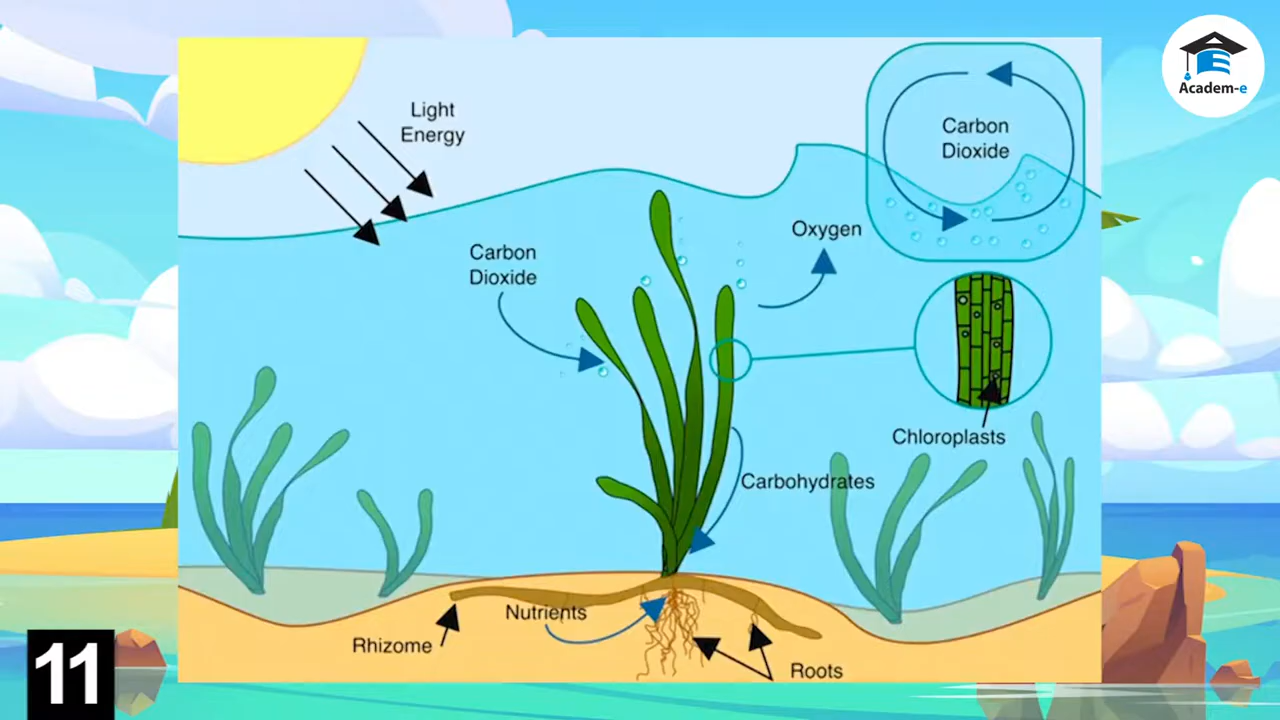 Academ-e
Light
Energy
Carbon
Dioxide
Oxygen
Carbon
Dioxide
Chloroplasts
Carbohydrates
Nutrients
Rhizome
Roots
11